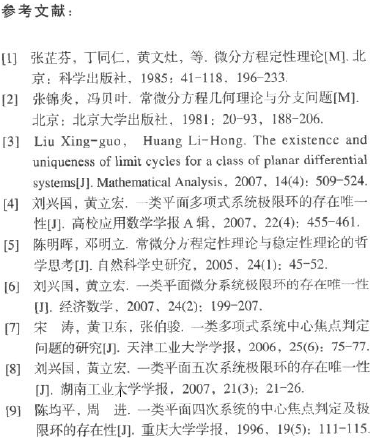 参考文献：
[1] 张芷芬，丁同仁，黄文灶，等. 微分方程定性理论[M]. 北
京：科学出版社，1985：41-118，196-233.
[2] 张锦炎，冯贝叶. 常微分方程几何理论与分支问题[M].
北京：北京大学出版社，1981：20-93，188-206.
[3] Liu Xing-guo， Huang Li-Hong. The existence and
uniqueness of limit cycles for a class of planar differential
systems[J]. Mathematical Analysis，2007，14(4)：509-524.
[4] 刘兴国，黄立宏. 一类平面多项式系统极限环的存在唯一
性[J]. 高校应用数学学报 A 辑，2007，22(4)：455-461.
[5] 陈明晖，邓明立. 常微分方程定性理论与稳定性理论的哲
学思考[J]. 自然科学史研究，2005，24(1)：45-52.
[6] 刘兴国，黄立宏. 一类平面微分系统极限环的存在唯一性
[J]. 经济数学，2007，24(2)：199-207.
[7] 宋 涛，黄卫东，张伯骏. 一类多项式系统中心焦点判定
问题的研究[J]. 天津工业大学学报，2006，25(6)：75-77.
[8] 刘兴国，黄立宏. 一类平面五次系统极限环的存在唯一性
[J]. 湖南工业大学学报，2007，21(3)：21-26.
[9] 陈均平，周 进. 一类平面四次系统的中心焦点判定及极
限环的存在性[J]. 重庆大学学报，1996，19(5)：111-115.